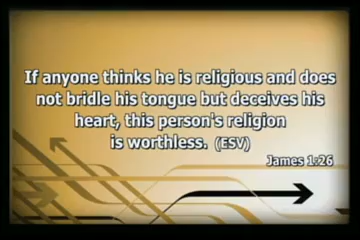 If anyone thinks he is religious and does
not bridle his tongue but deceives his
heart, this person's religion
is worthless. (ESV)
James 1:26